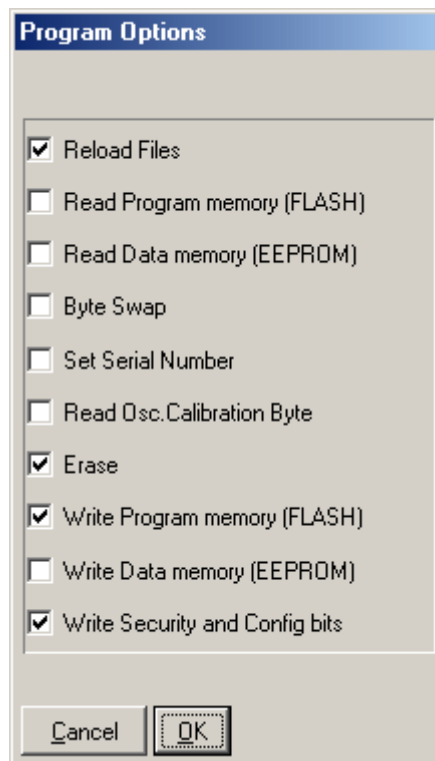 Program Options
Reload Files
Read Program memory (FLASH)
Read Data memory (EEPROM)
Byte Swap
Set Serial Number
Read Osc.Calibration Byte
Erase
Write Program memory (FLASH)
Write Data memory (EEPROM)
Write Security and Config bits
Cancel OK